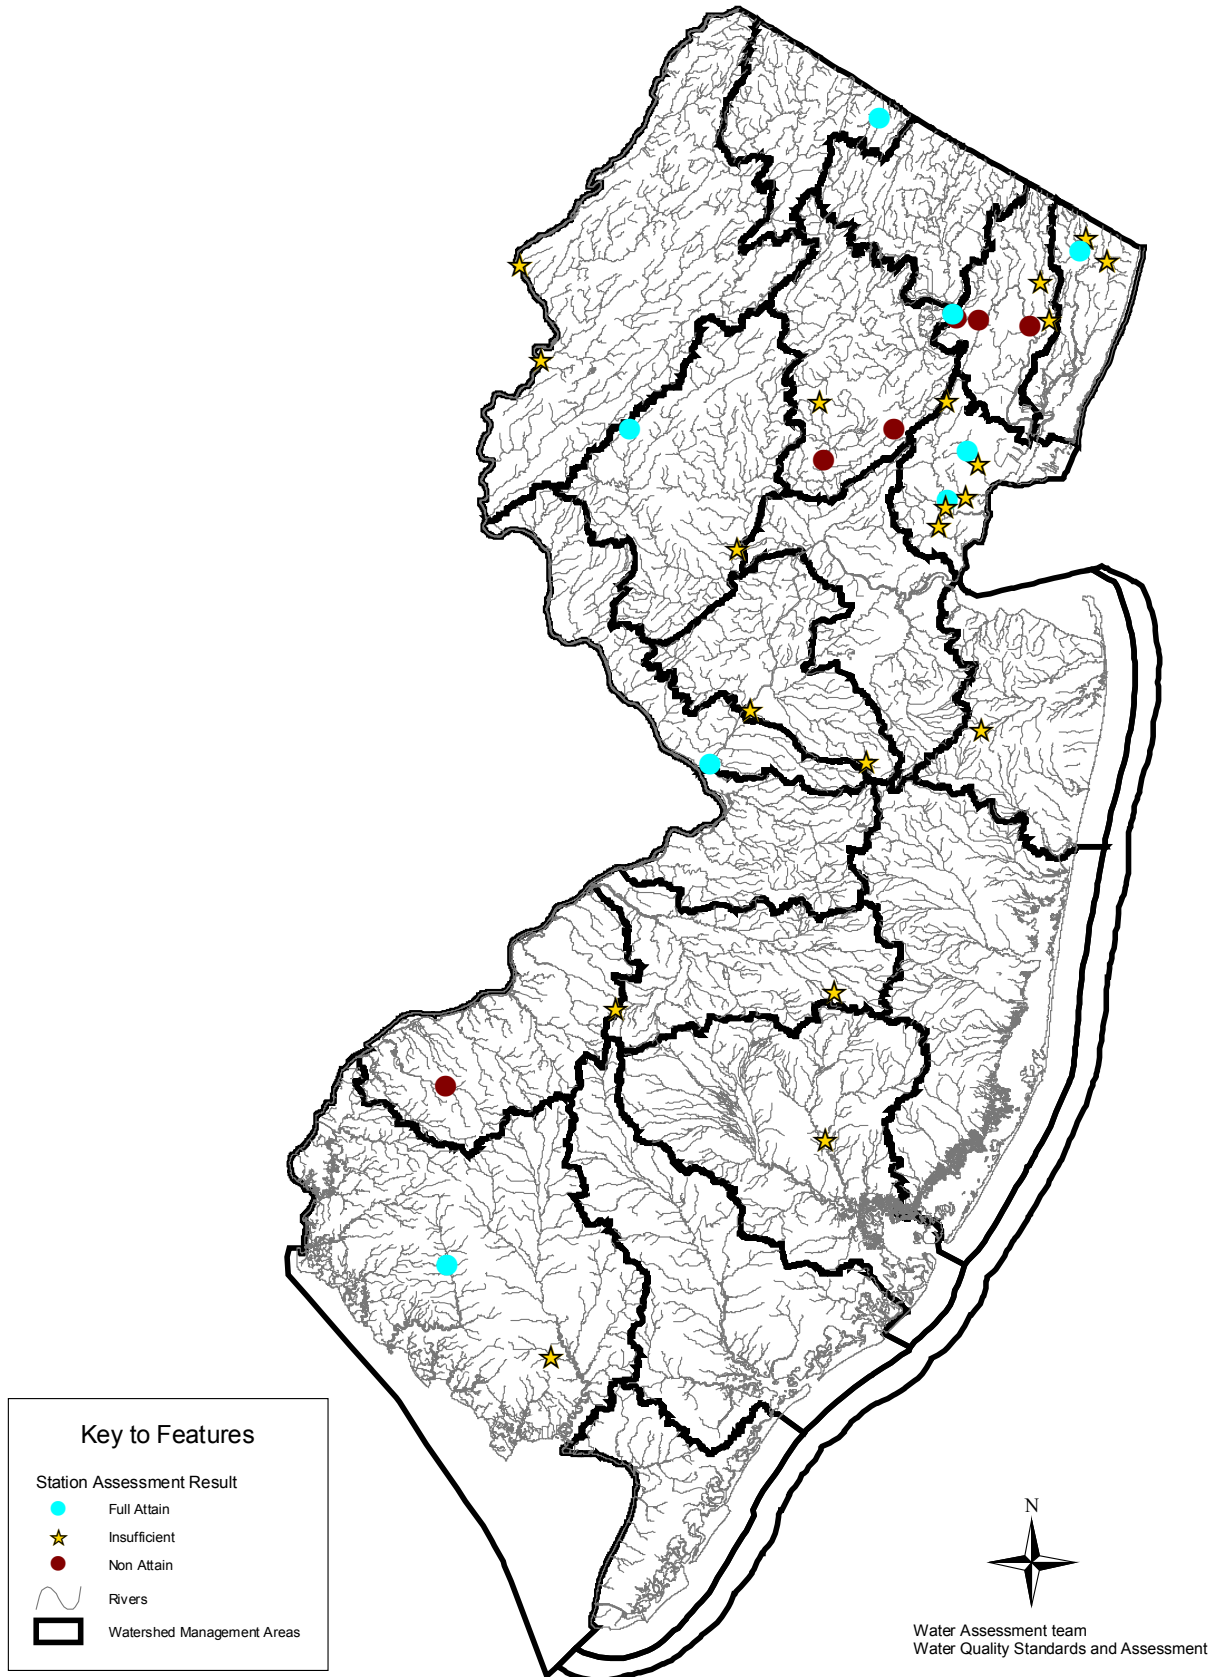 Key to Features
Station Assessment Result
Full Attain
Insufficient
Non Attain
Rivers
Watershed Management Areas
N
Water Assessment team
Water Quality Standards and Assessment